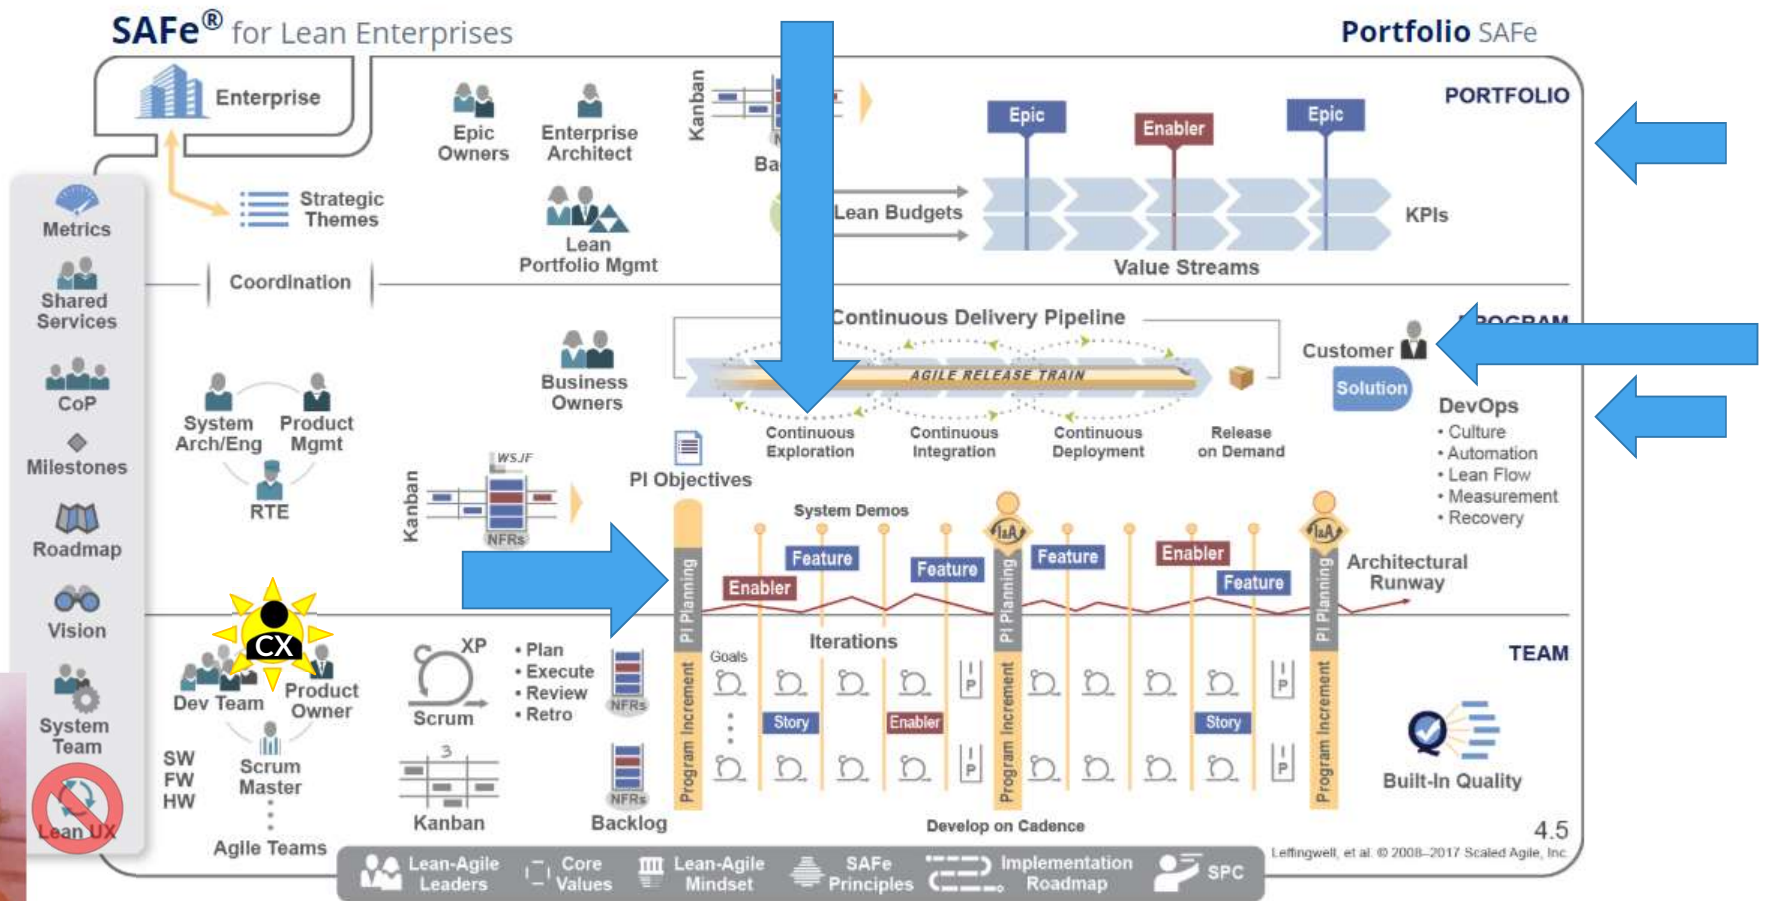 SAFe® for Lean Enterprises
Portfolio SAFe
Enterprise
Epic
Owners
Enterprise
Architect
Kanban
Epic
Enabler
Epic
PORTFOLIO
Strategic
Themes
Lean
Portfolio Mgmt
Lean Budgets
KPIs
Value Streams
Coordination
Metrics
Shared
Services
CoP
Milestones
Roadmap
Vision
System
Team
Lean UX
PROGRAM
Business
Owners
Continuous Delivery Pipeline
AGILE RELEASE TRAIN
Continuous
Exploration
Continuous
Integration
Continuous
Deployment
Release
on Demand
Customer
Solution
DevOps
• Culture
• Automation
• Lean Flow
• Measurement
• Recovery
System
Arch/Eng
Product
Mgmt
RTE
Kanban
WSJF
NFRs
PI Objectives
System Demos
I&A
I&A
PI Planning
PI Planning
PI Planning
Enabler
Feature
Feature
Feature
Enabler
Feature
Architectural
Runway
TEAM
CX
Dev Team
Product
Owner
Scrum
Master
SW
FW
HW
Agile Teams
XP
Scrum
• Plan
• Execute
• Review
• Retro
3
Kanban
NFRs
NFRs
Backlog
Iterations
Goals
Program Increment
Program Increment
Program Increment
Story
Enabler
Story
I
P
I
P
I
P
I
P
Develop on Cadence
Built-In Quality
4.5
Leffingwell, et al. © 2008–2017 Scaled Agile, Inc.
Lean-Agile
Leaders
Core
Values
Lean-Agile
Mindset
SAFe
Principles
Implementation
Roadmap
SPC